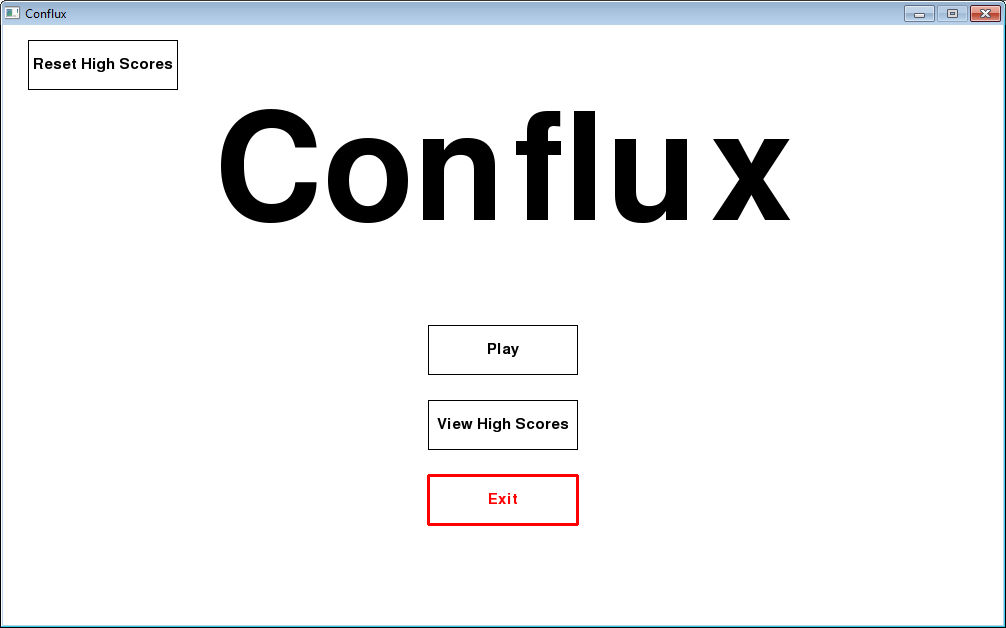 Conflux
Reset High Scores
Conflux
Play
View High Scores
Exit